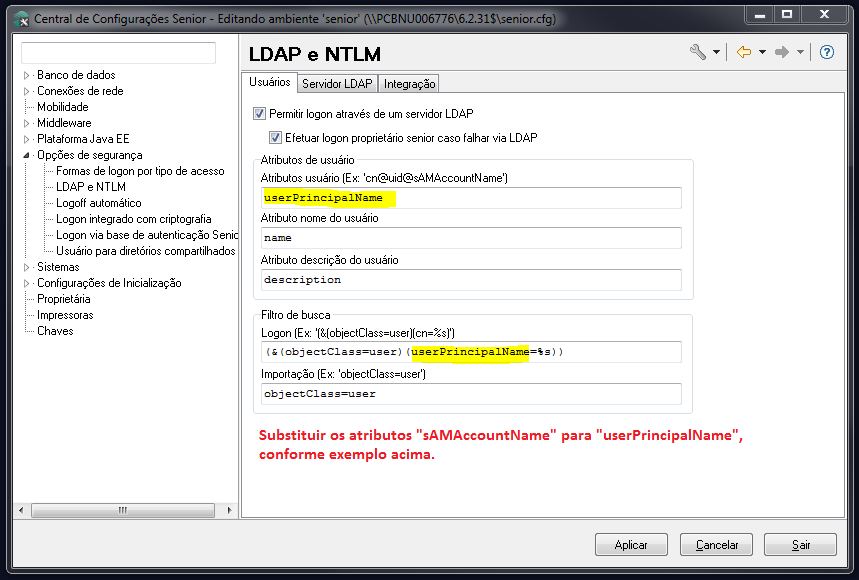 Central de Configurações Senior - Editando ambiente 'senior' (\\PCBNU006776\6.2.31$\senior.cfg)
Banco de dados
Conexões de rede
Mobilidade
Middleware
Plataforma Java EE
Opções de segurança
Formas de logon por tipo de acesso
LDAP e NTLM
Logoff automático
Logon integrado com criptografia
Logon via base de autenticação Senio
Usuário para diretórios compartilhados
Sistemas
Configurações de Inicialização
Proprietária
Impressoras
Chaves
LDAP e NTLM
Usuários Servidor LDAP Integração
Permitir logon através de um servidor LDAP
Efetuar logon proprietário senior caso falhar via LDAP
Atributos de usuário
Atributos usuário (Ex: 'cn@uid@sAMAccountName')
userPrincipalName
Atributo nome do usuário
name
Atributo descrição do usuário
description
Filtro de busca
Logon (Ex: '(&(objectClass=user)(cn=%s)')
(&(objectClass=user)(userPrincipalName=%s))
Importação (Ex: 'objectClass=user')
objectClass=user
Substituir os atributos "sAMAccountName" para "userPrincipalName",
conforme exemplo acima.
Aplicar Cancelar Sair